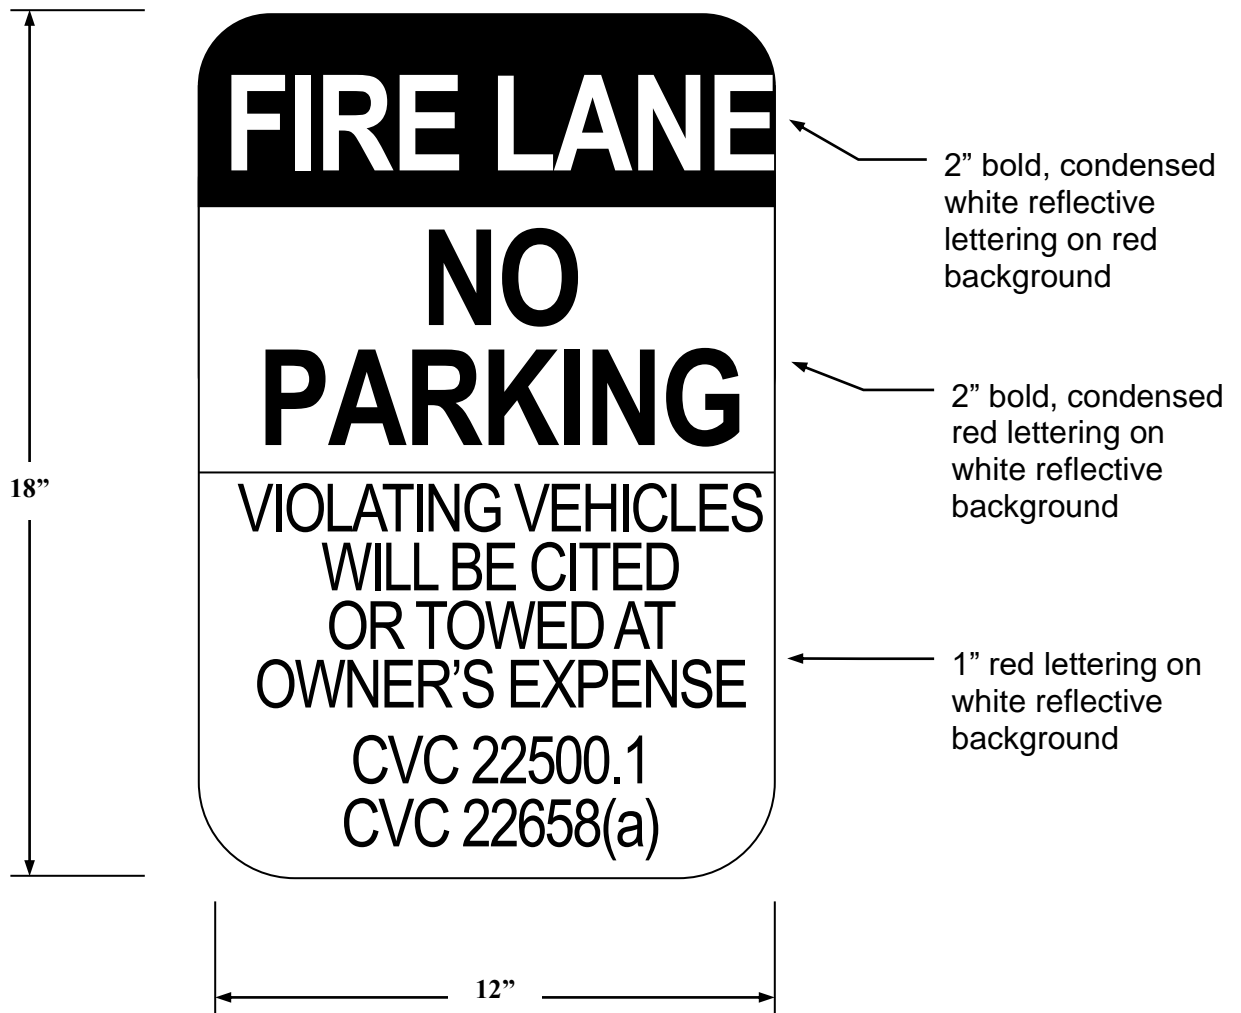 FIRE LANE
NO
PARKING
VIOLATING VEHICLES
WILL BE CITED
OR TOWED AT
OWNER’S EXPENSE
CVC 22500.1
CVC 22658(a)
2” bold, condensed
white reflective
lettering on red
background
2” bold, condensed
red lettering on
white reflective
background
1” red lettering on
white reflective
background
18”
12”